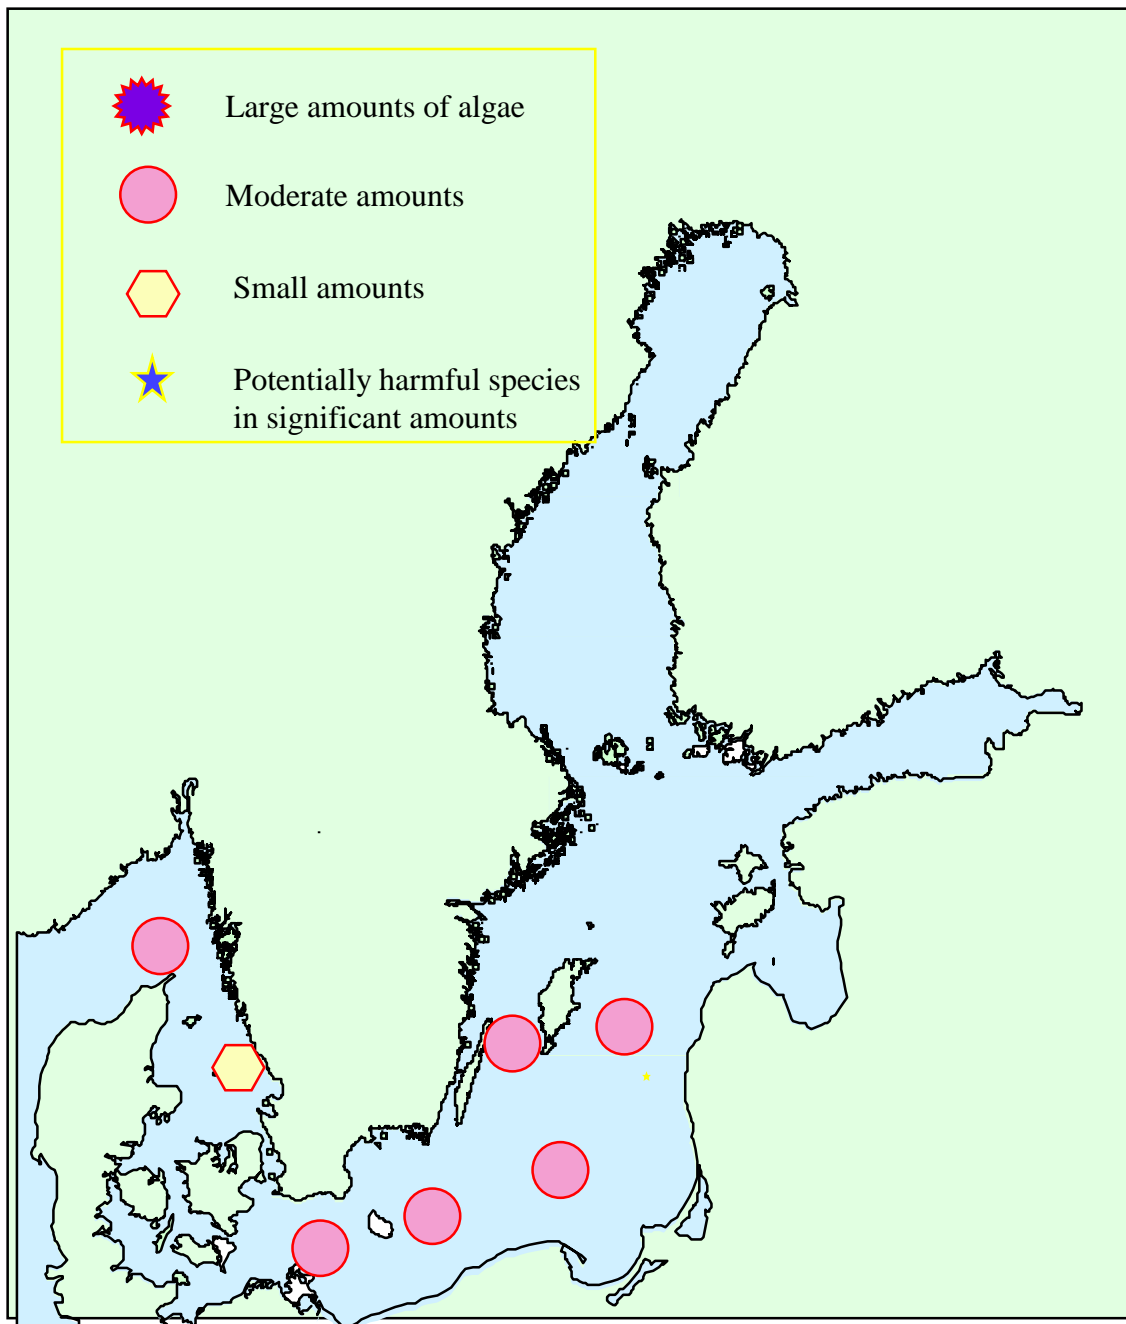 Large amounts of algae
Moderate amounts
Small amounts
Potentially harmful species
in significant amounts